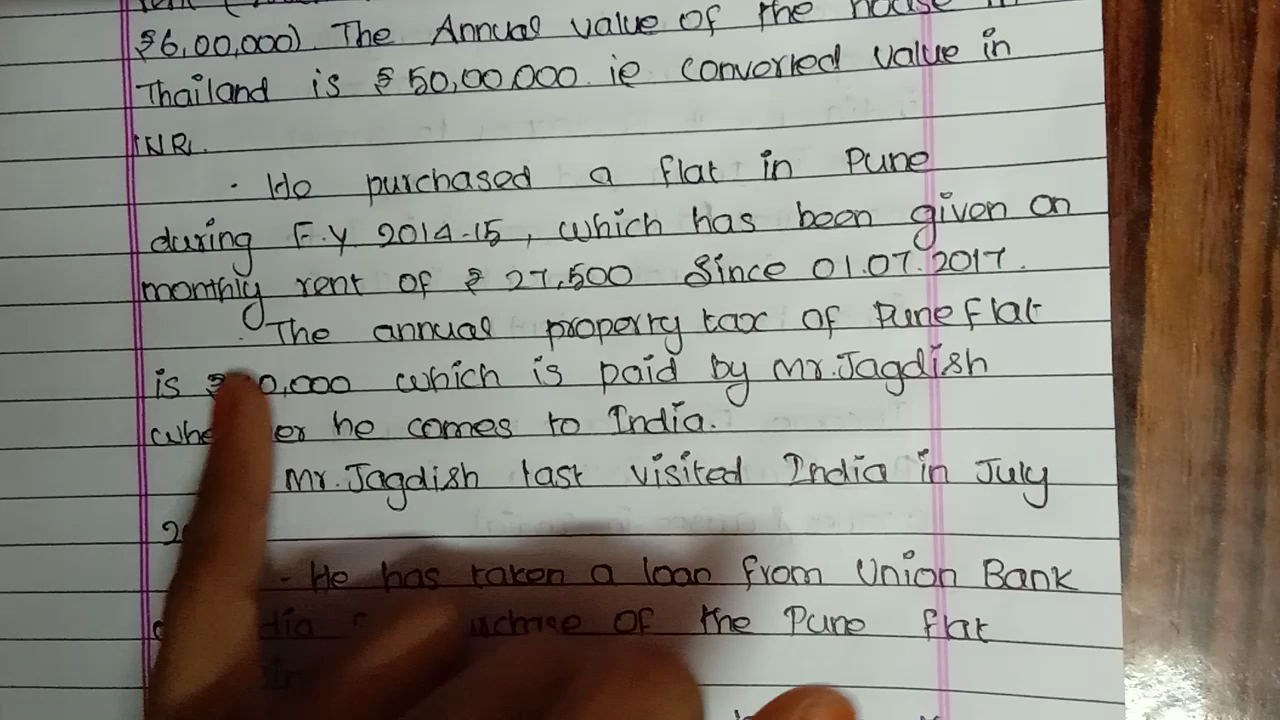 ₹6,00,000). The Annual value of the house in
Thailand is ₹ 50,00,000 ie converted value in
INR.
· He purchased a flat in Pune
during F.Y 2014-15, which has been given on
monthly rent of ₹ 27,500 Since 01.07.2017.
The annual property tax of Pune Flat
is 0,000 which is paid by Mr.Jagdish
he comes to India.
Mr.Jagdish last visited India in July
- He has taken a loan from Union Bank
of the Pune flat